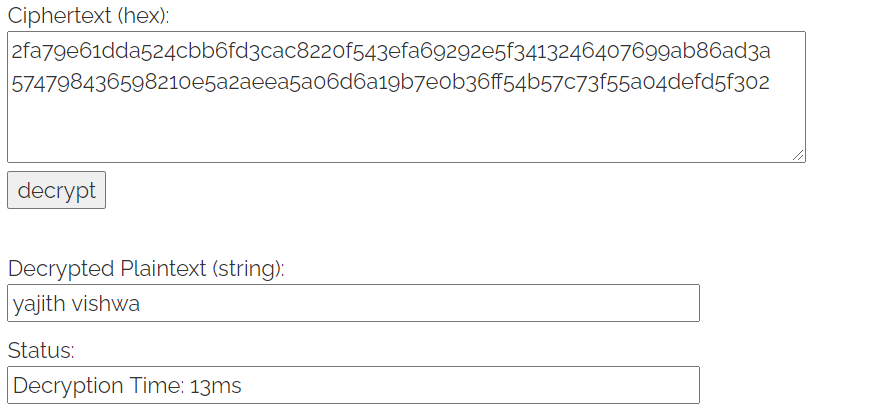 Ciphertext (hex):
2fa79e61dda524cbb6fd3cac8220f543efa69292e5f3413246407699ab86ad3a
574798436598210e5a2aeea5a06d6a19b7e0b36ff54b57c73f55a04defd5f302
decrypt
Decrypted Plaintext (string):
yajith vishwa
Status:
Decryption Time: 13ms